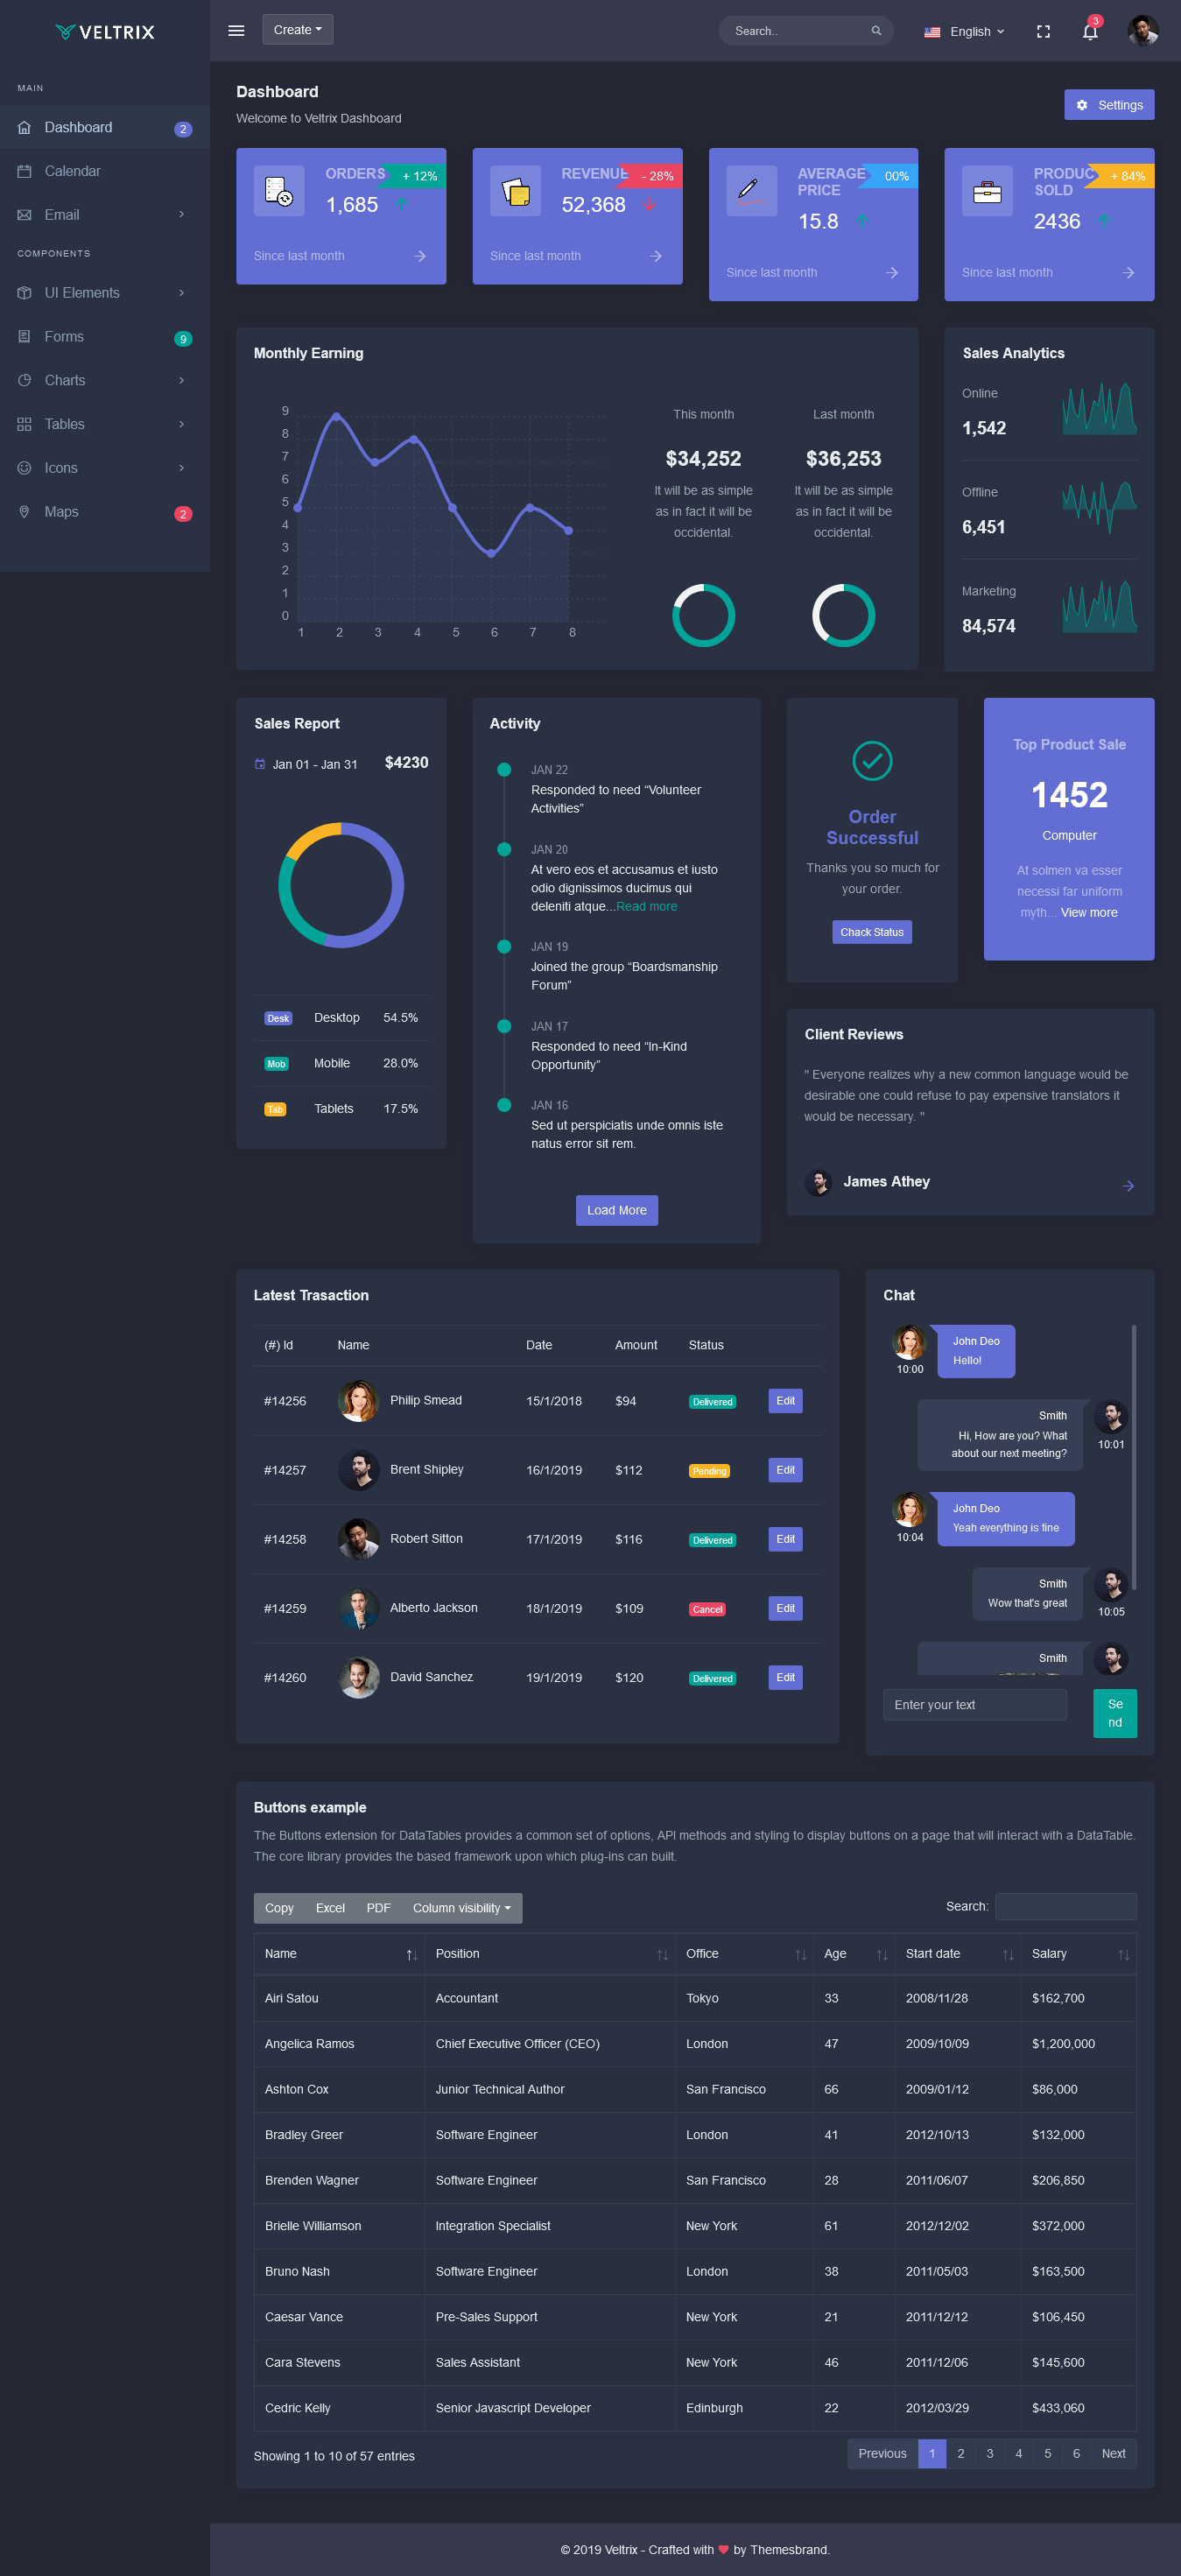 VELTRIX
Create
Search..
English
3
MAIN
Dashboard 2
Calendar
Email
COMPONENTS
UI Elements
Forms 9
Charts
Tables
Icons
Maps 2
Dashboard
Welcome to Veltrix Dashboard
Settings
ORDERS + 12%
1,685
Since last month
REVENUE - 28%
52,368
Since last month
AVERAGE 00%
PRICE
15.8
Since last month
PRODUC + 84%
SOLD
2436
Since last month
Monthly Earning
9
8
7
6
5
4
3
2
1
0
1 2 3 4 5 6 7 8
This month
$34,252
It will be as simple
as in fact it will be
occidental.
Last month
$36,253
It will be as simple
as in fact it will be
occidental.
Sales Analytics
Online
1,542
Offline
6,451
Marketing
84,574
Sales Report
Jan 01 - Jan 31 $4230
Desk Desktop 54.5%
Mob Mobile 28.0%
Tab Tablets 17.5%
Activity
JAN 22
Responded to need “Volunteer
Activities”
JAN 20
At vero eos et accusamus et iusto
odio dignissimos ducimus qui
deleniti atque...Read more
JAN 19
Joined the group “Boardsmanship
Forum”
JAN 17
Responded to need “In-Kind
Opportunity”
JAN 16
Sed ut perspiciatis unde omnis iste
natus error sit rem.
Load More
Order
Successful
Thanks you so much for
your order.
Chack Status
Top Product Sale
1452
Computer
At solmen va esser
necessi far uniform
myth... View more
Client Reviews
" Everyone realizes why a new common language would be
desirable one could refuse to pay expensive translators it
would be necessary. "
James Athey
Latest Trasaction
(#) Id Name Date Amount Status
#14256 Philip Smead 15/1/2018 $94 Delivered Edit
#14257 Brent Shipley 16/1/2019 $112 Pending Edit
#14258 Robert Sitton 17/1/2019 $116 Delivered Edit
#14259 Alberto Jackson 18/1/2019 $109 Cancel Edit
#14260 David Sanchez 19/1/2019 $120 Delivered Edit
Chat
John Deo
Hello!
10:00
Smith
Hi, How are you? What
about our next meeting?
10:01
John Deo
Yeah everything is fine
10:04
Smith
Wow that's great
10:05
Smith
Enter your text
Se
nd
Buttons example
The Buttons extension for DataTables provides a common set of options, API methods and styling to display buttons on a page that will interact with a DataTable.
The core library provides the based framework upon which plug-ins can built.
Copy Excel PDF Column visibility
Search:
Name Position Office Age Start date Salary
Airi Satou Accountant Tokyo 33 2008/11/28 $162,700
Angelica Ramos Chief Executive Officer (CEO) London 47 2009/10/09 $1,200,000
Ashton Cox Junior Technical Author San Francisco 66 2009/01/12 $86,000
Bradley Greer Software Engineer London 41 2012/10/13 $132,000
Brenden Wagner Software Engineer San Francisco 28 2011/06/07 $206,850
Brielle Williamson Integration Specialist New York 61 2012/12/02 $372,000
Bruno Nash Software Engineer London 38 2011/05/03 $163,500
Caesar Vance Pre-Sales Support New York 21 2011/12/12 $106,450
Cara Stevens Sales Assistant New York 46 2011/12/06 $145,600
Cedric Kelly Senior Javascript Developer Edinburgh 22 2012/03/29 $433,060
Showing 1 to 10 of 57 entries
Previous 1 2 3 4 5 6 Next
© 2019 Veltrix - Crafted with by Themesbrand.